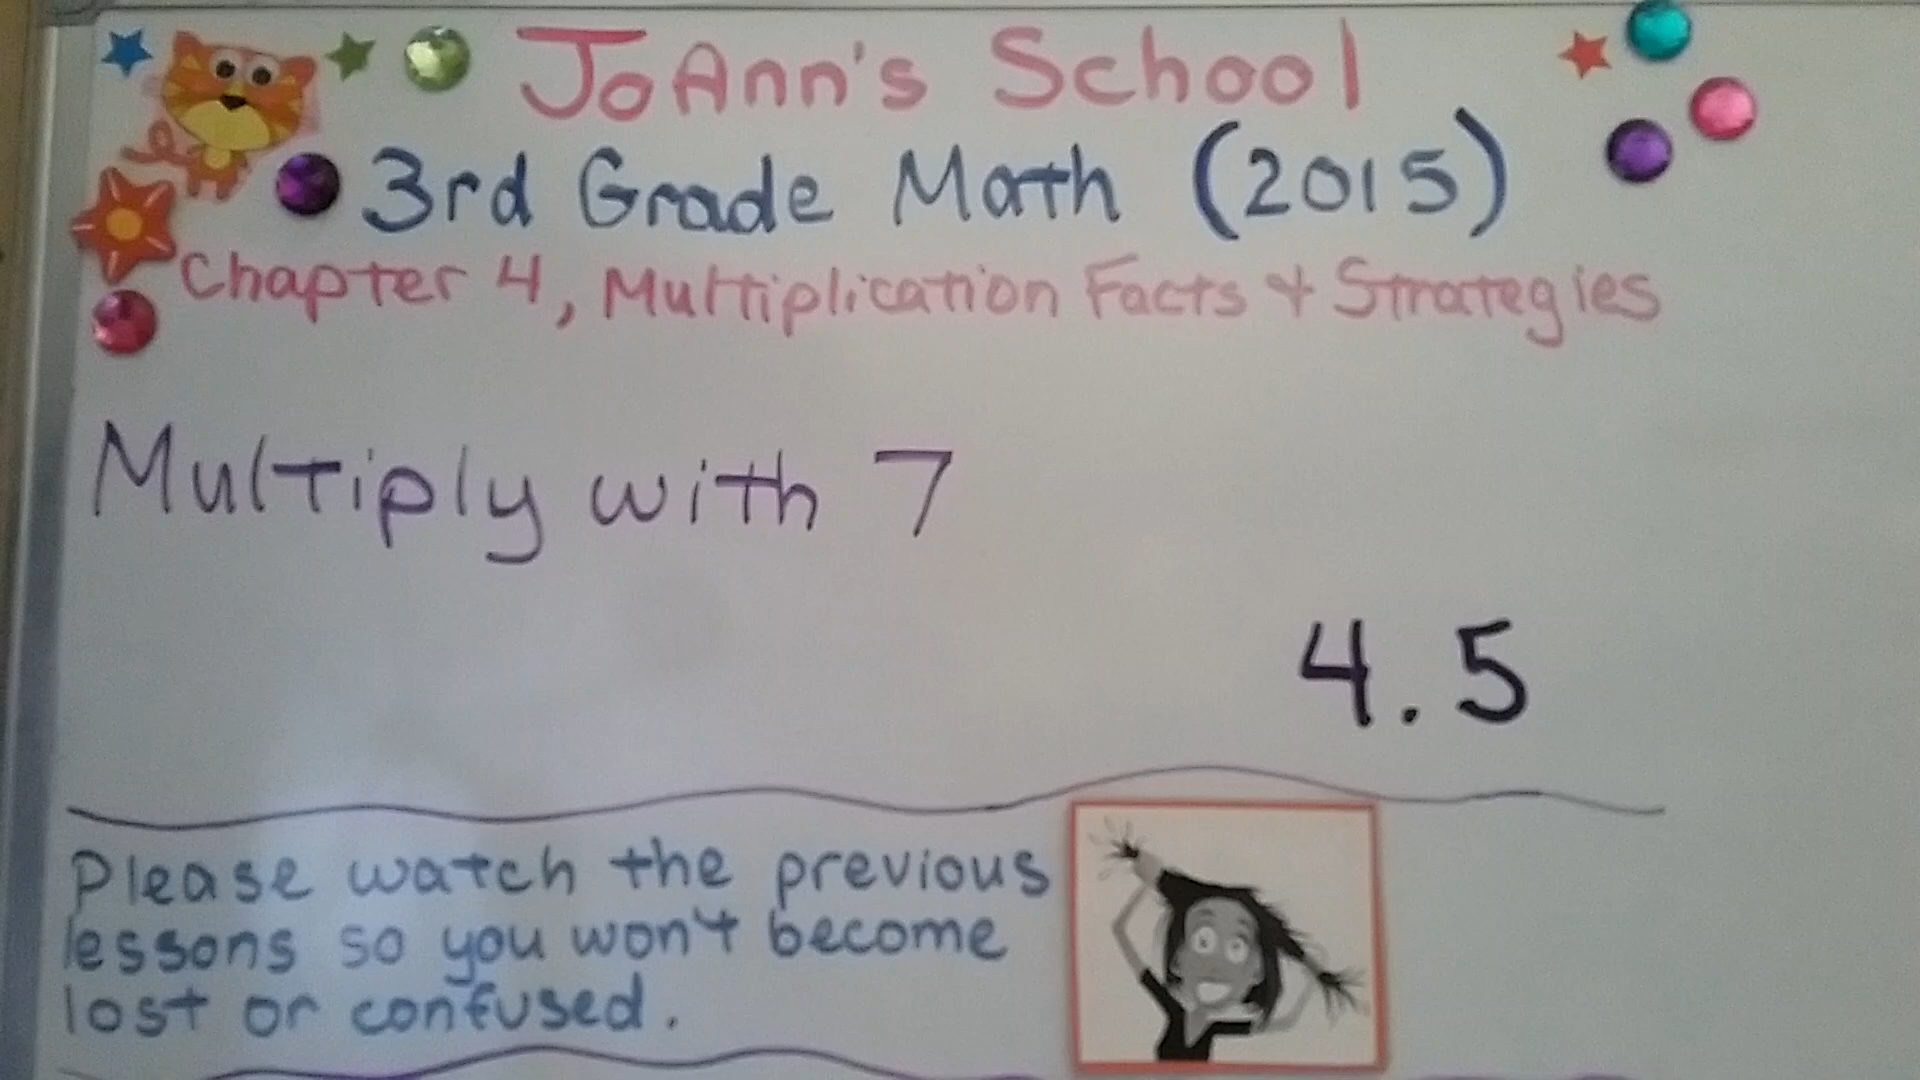 JoAnn's School
3rd Grade Math (2015)
Chapter 4, Multiplication Facts & Strategies
Multiply with 7
4.5
Please watch the previous
lessons so you won't become
lost or confused.